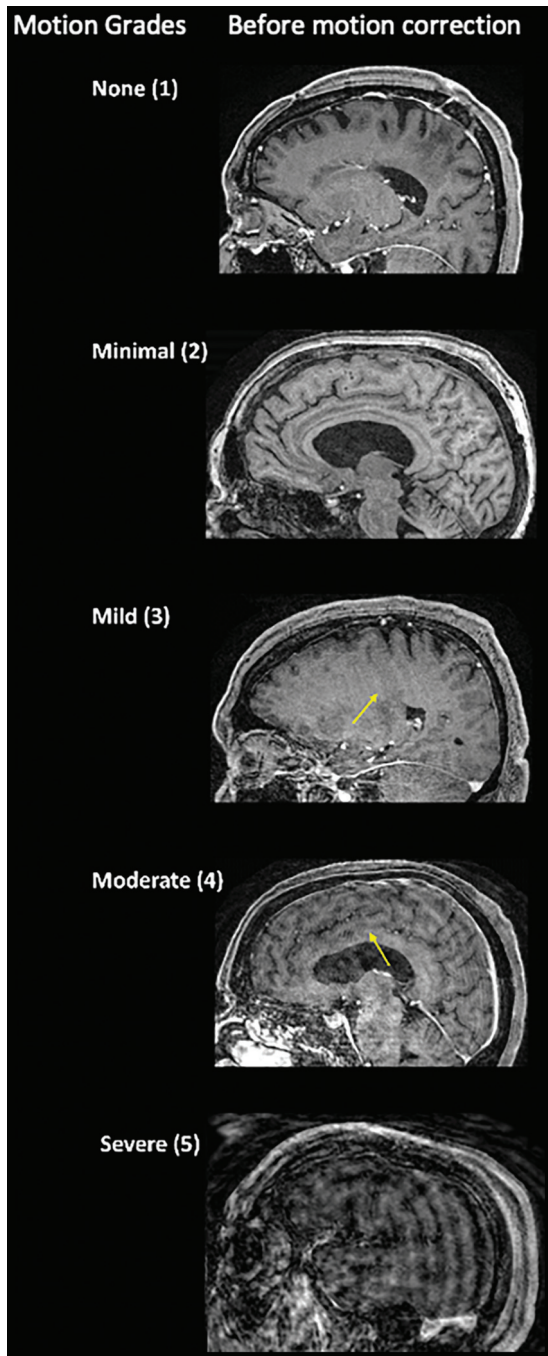 Motion Grades Before motion correction
None (1)
Minimal (2)
Mild (3)
Moderate (4)
Severe (5)